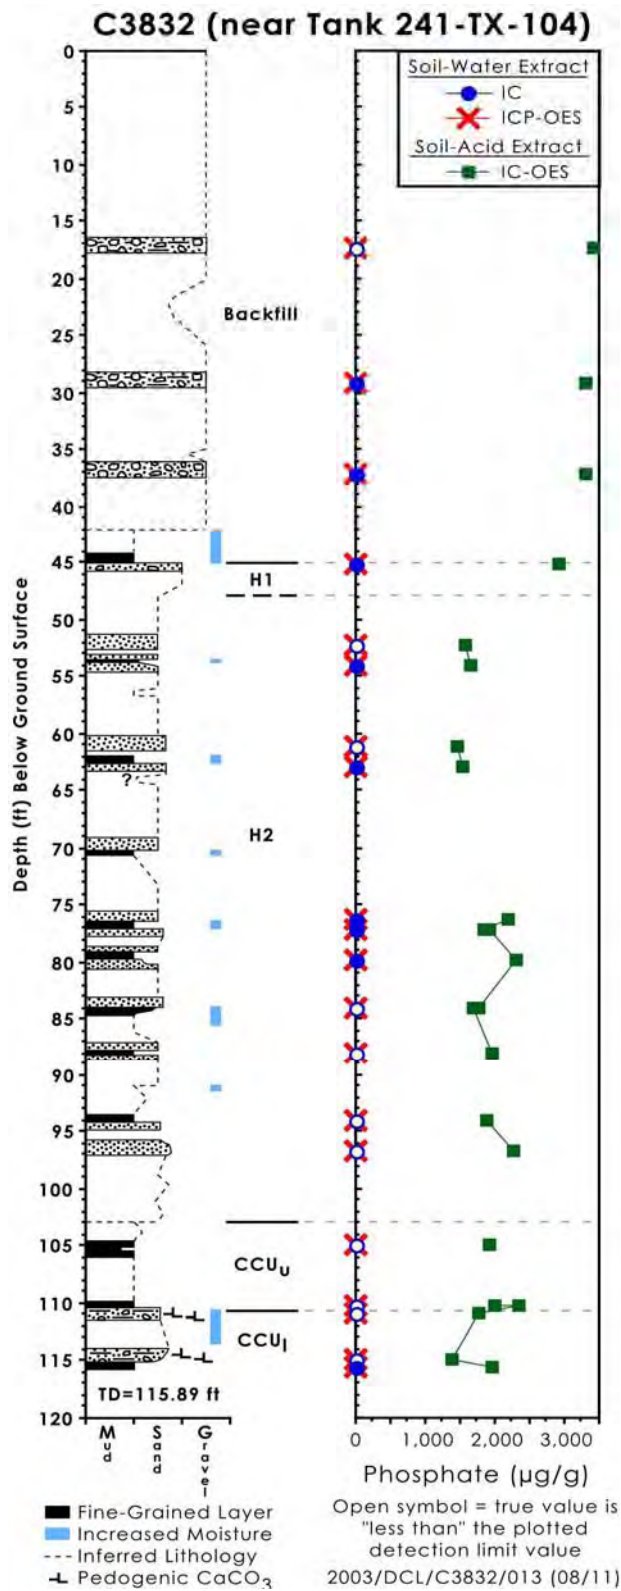 C3832 (near Tank 241-TX-104)
Soil-Water Extract
IC
ICP-OES
Soil-Acid Extract
IC-OES
Depth (ft) Below Ground Surface
0
5
10
15
20
25
30
35
40
45
50
55
60
65
70
75
80
85
90
95
100
105
110
115
120
Backfill
H1
H2
?
CCUu
CCUl
TD=115.89 ft
Mud
Sand
Gravel
0
1,000
2,000
3,000
Phosphate (µg/g)
Fine-Grained Layer
Increased Moisture
Inferred Lithology
Pedogenic CaCO3
Open symbol = true value is
"less than" the plotted
detection limit value
2003/DCL/C3832/013 (08/11)